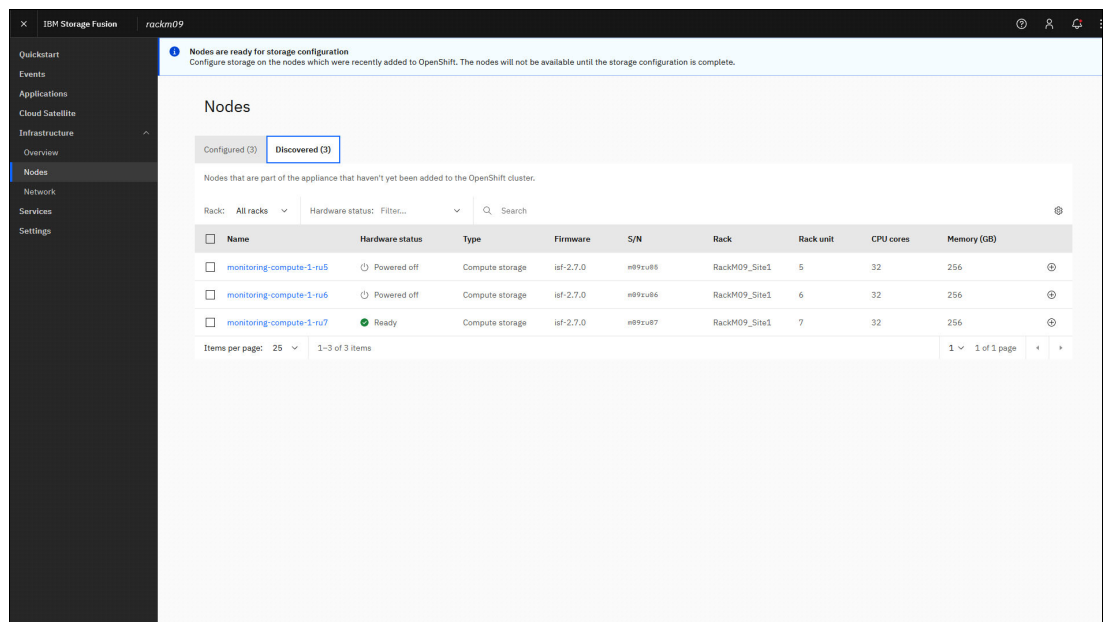 IBM Storage Fusion rackm09
Quickstart
Events
Applications
Cloud Satellite
Infrastructure
Overview
Nodes
Network
Services
Settings
Nodes are ready for storage configuration
Configure storage on the nodes which were recently added to OpenShift. The nodes will not be available until the storage configuration is complete.
Nodes
Configured (3) Discovered (3)
Nodes that are part of the appliance that haven't yet been added to the OpenShift cluster.
Rack: All racks Hardware status: Filter... Search
Name Hardware status Type Firmware S/N Rack Rack unit CPU cores Memory (GB)
monitoring-compute-1-ru5 Powered off Compute storage isf-2.7.0 m09ru05 RackM09_Site1 5 32 256
monitoring-compute-1-ru6 Powered off Compute storage isf-2.7.0 m09ru06 RackM09_Site1 6 32 256
monitoring-compute-1-ru7 Ready Compute storage isf-2.7.0 m09ru07 RackM09_Site1 7 32 256
Items per page: 25 1–3 of 3 items 1 1 of 1 page